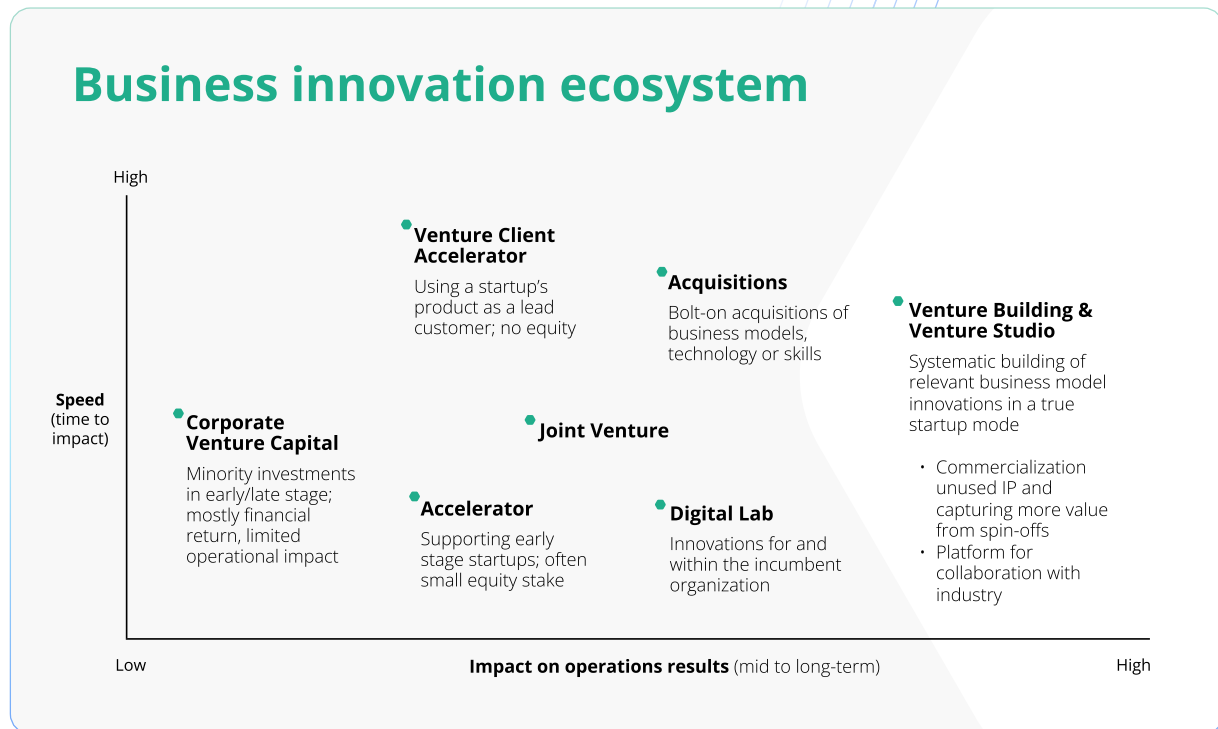 Business innovation ecosystem
High
Venture Client
Accelerator
Using a startup’s
product as a lead
customer; no equity
Acquisitions
Bolt-on acquisitions of
business models,
technology or skills
Venture Building &
Venture Studio
Systematic building of
relevant business model
innovations in a true
startup mode
• Commercialization
unused IP and
capturing more value
from spin-offs
• Platform for
collaboration with
industry
Speed
(time to
impact)
Corporate
Venture Capital
Minority investments
in early/late stage;
mostly financial
return, limited
operational impact
Joint Venture
Accelerator
Supporting early
stage startups; often
small equity stake
Digital Lab
Innovations for and
within the incumbent
organization
Low
Impact on operations results (mid to long-term)
High